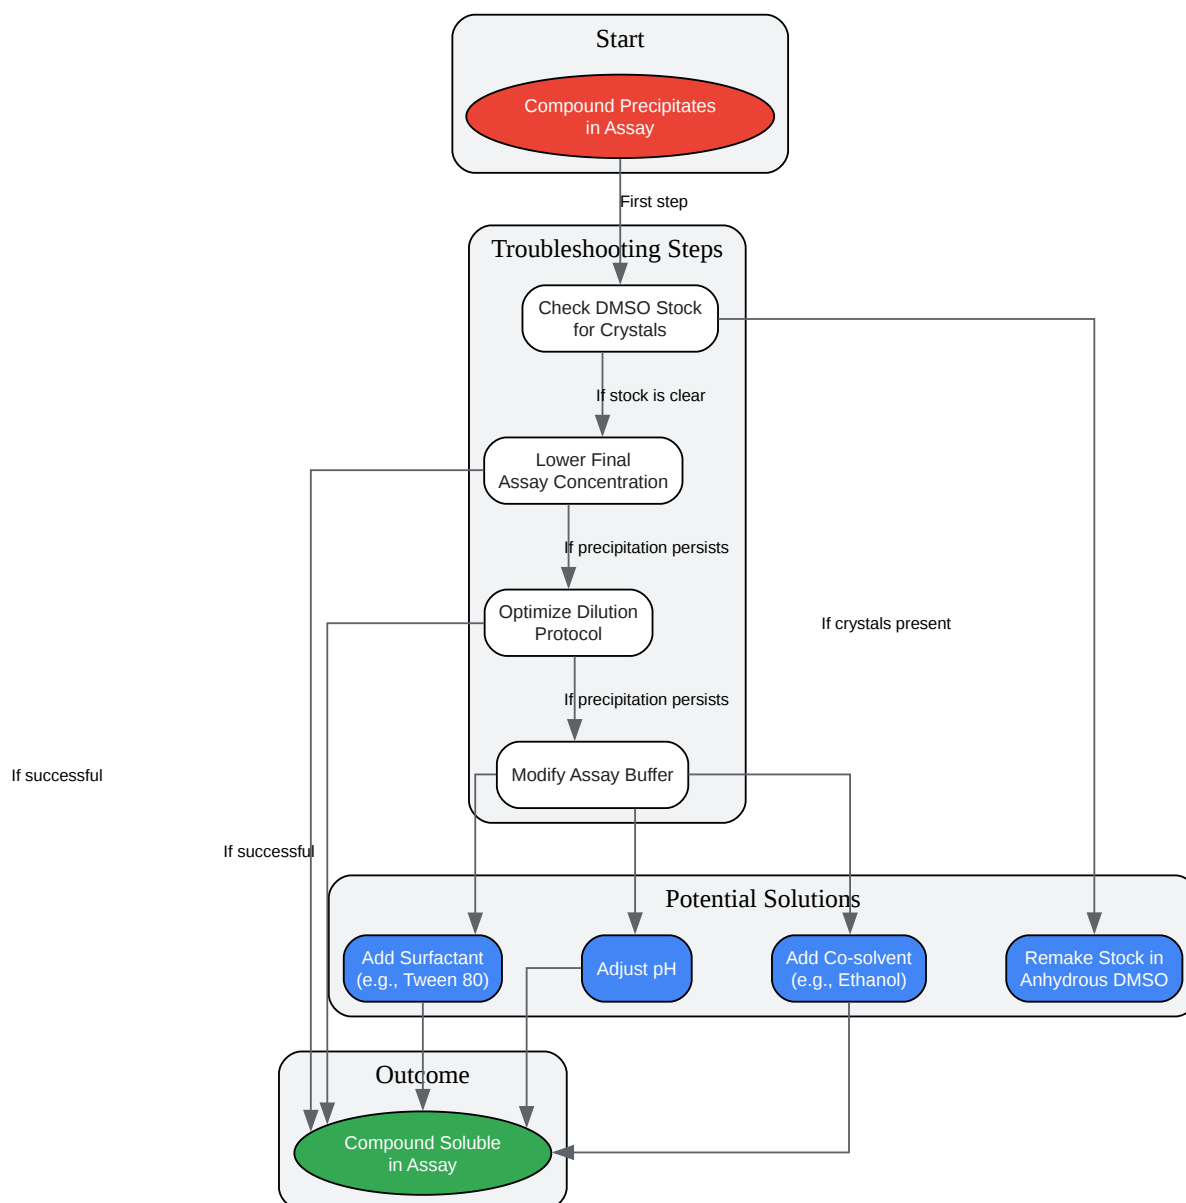 Start
Compound Precipitates
in Assay
First step
Troubleshooting Steps
Check DMSO Stock
for Crystals
If stock is clear
Lower Final
Assay Concentration
If precipitation persists
Optimize Dilution
Protocol
If crystals present
If precipitation persists
Modify Assay Buffer
If successful
If successful
Potential Solutions
Add Surfactant
(e.g., Tween 80)
Adjust pH
Add Co-solvent
(e.g., Ethanol)
Remake Stock in
Anhydrous DMSO
Outcome
Compound Soluble
in Assay